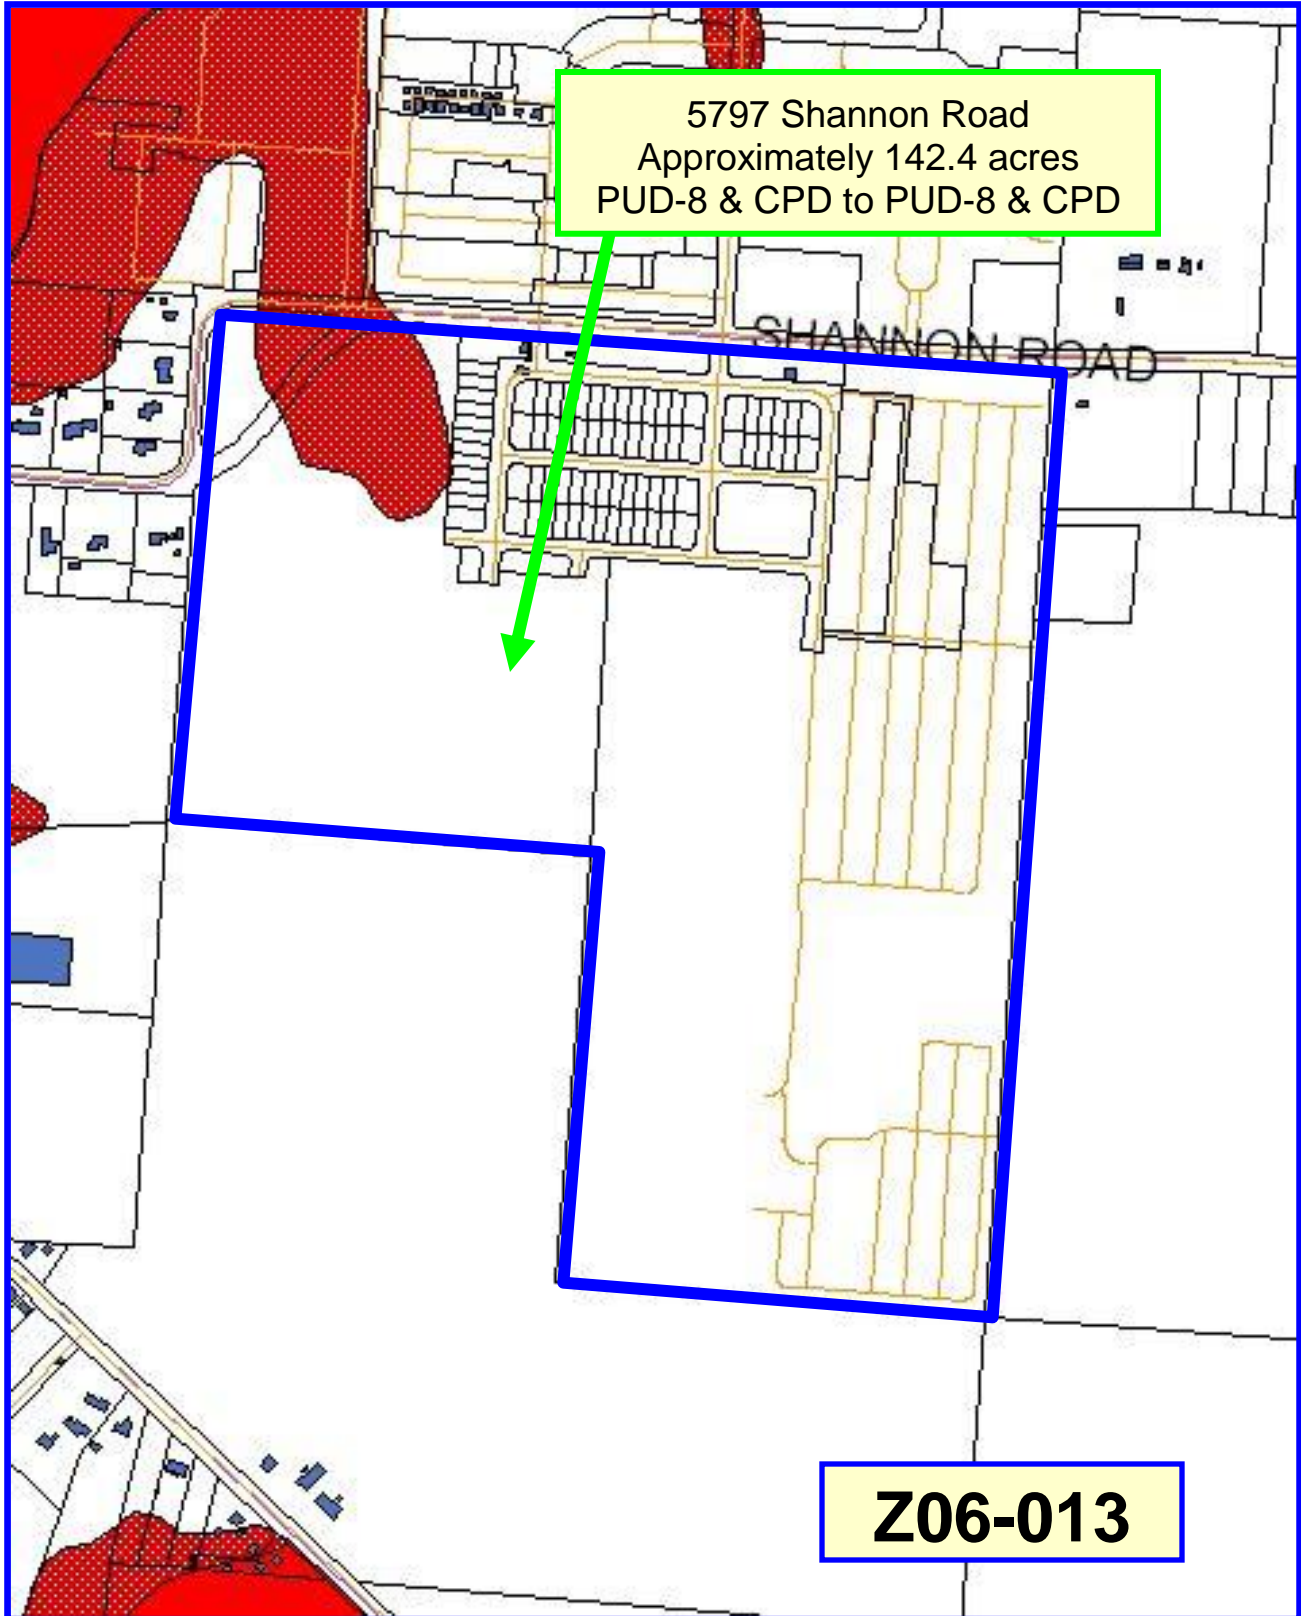 5797 Shannon Road
Approximately 142.4 acres
PUD-8 & CPD to PUD-8 & CPD
SHANNON ROAD
Z06-013